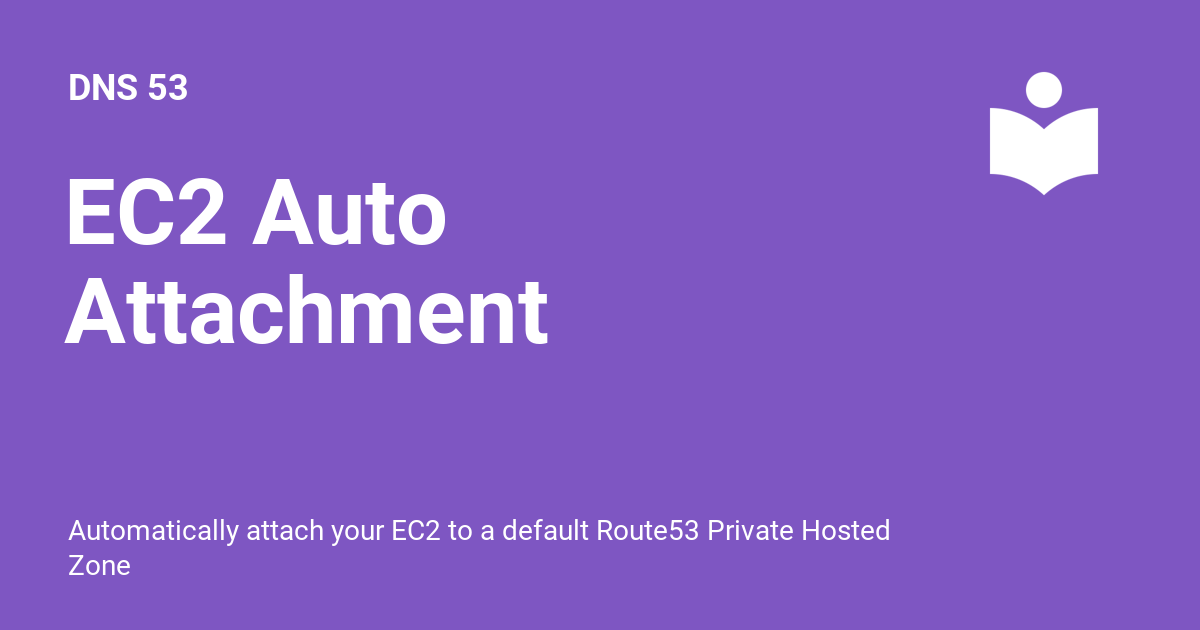 DNS 53
EC2 Auto
Attachment
Automatically attach your EC2 to a default Route53 Private Hosted
Zone